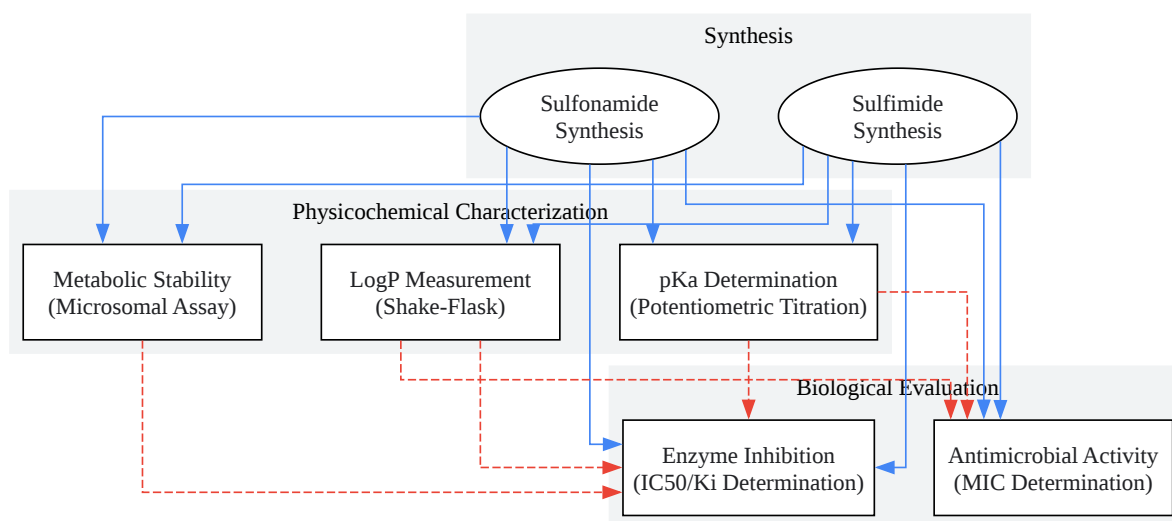 Synthesis
Sulfonamide
Synthesis
Sulfimide
Synthesis
Physicochemical Characterization
Metabolic Stability
(Microsomal Assay)
LogP Measurement
(Shake-Flask)
pKa Determination
(Potentiometric Titration)
Biological Evaluation
Enzyme Inhibition
(IC50/Ki Determination)
Antimicrobial Activity
(MIC Determination)